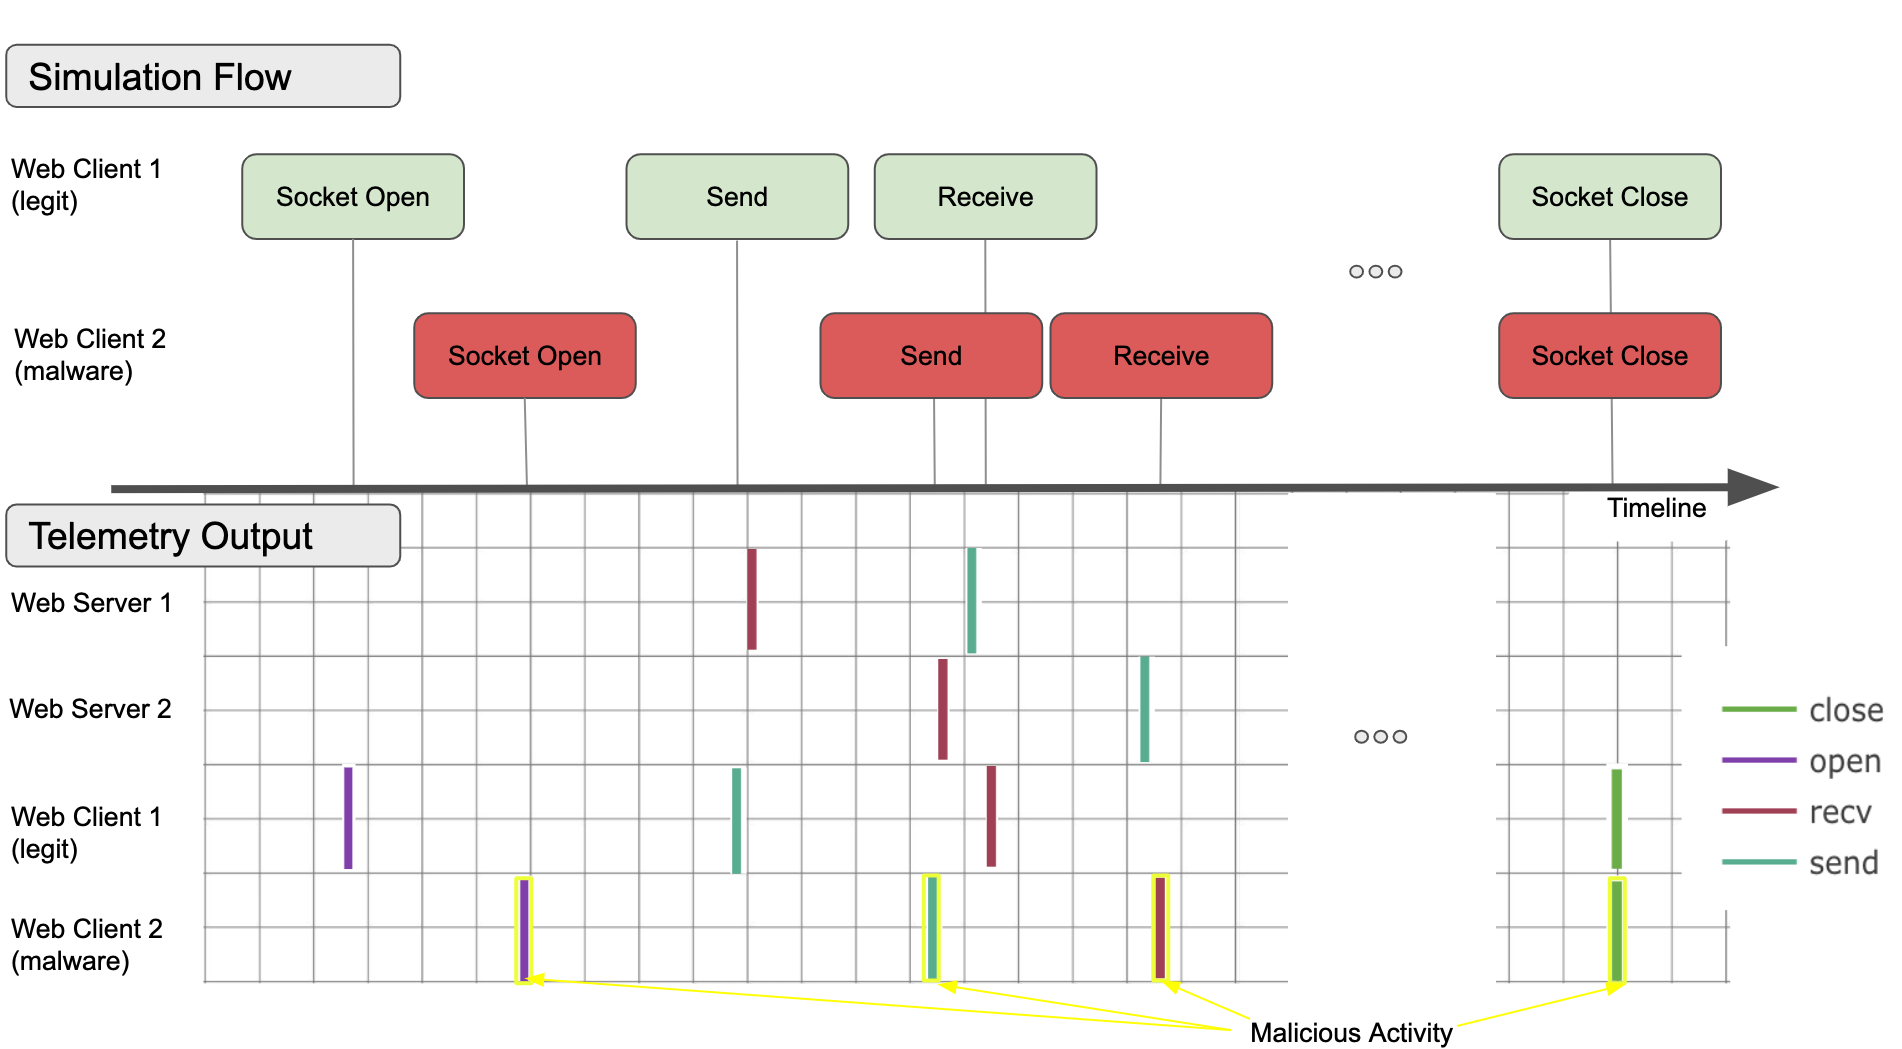 Simulation Flow
Web Client 1
(legit)
Socket Open
Send
Receive
Socket Close
Web Client 2
(malware)
Socket Open
Send
Receive
Socket Close
Timeline
Telemetry Output
Web Server 1
Web Server 2
Web Client 1
(legit)
Web Client 2
(malware)
close
open
recv
send
Malicious Activity